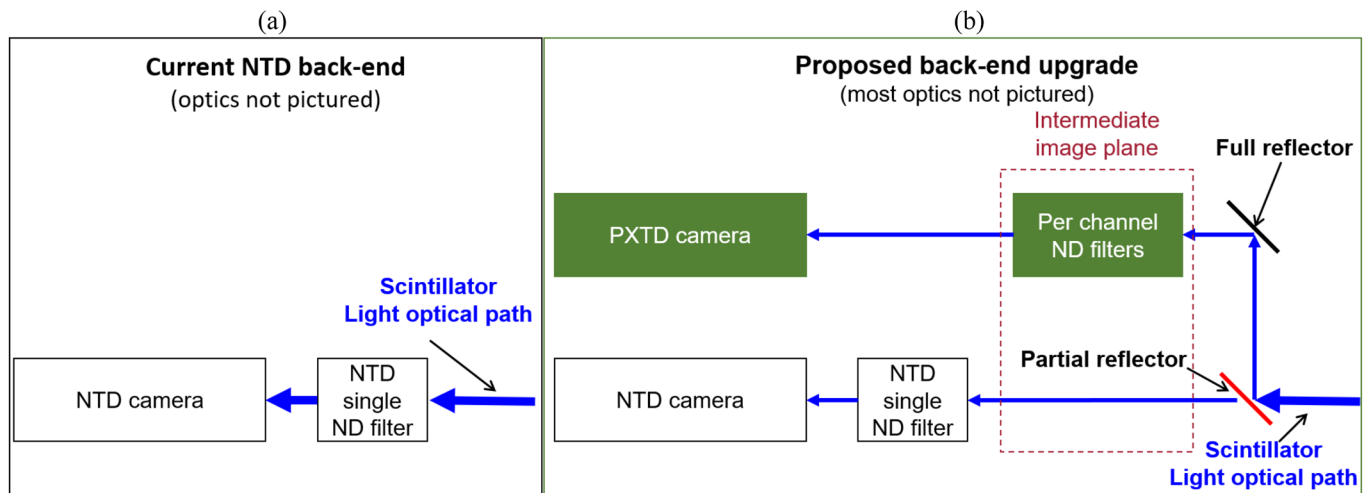 (a)
Current NTD back-end
(optics not pictured)
Scintillator
Light optical path
NTD camera
NTD
single
ND filter
(b)
Proposed back-end upgrade
(most optics not pictured)
Intermediate
image plane
Full reflector
PXTD camera
Per channel
ND filters
Partial reflector
NTD camera
NTD
single
ND filter
Scintillator
Light optical path